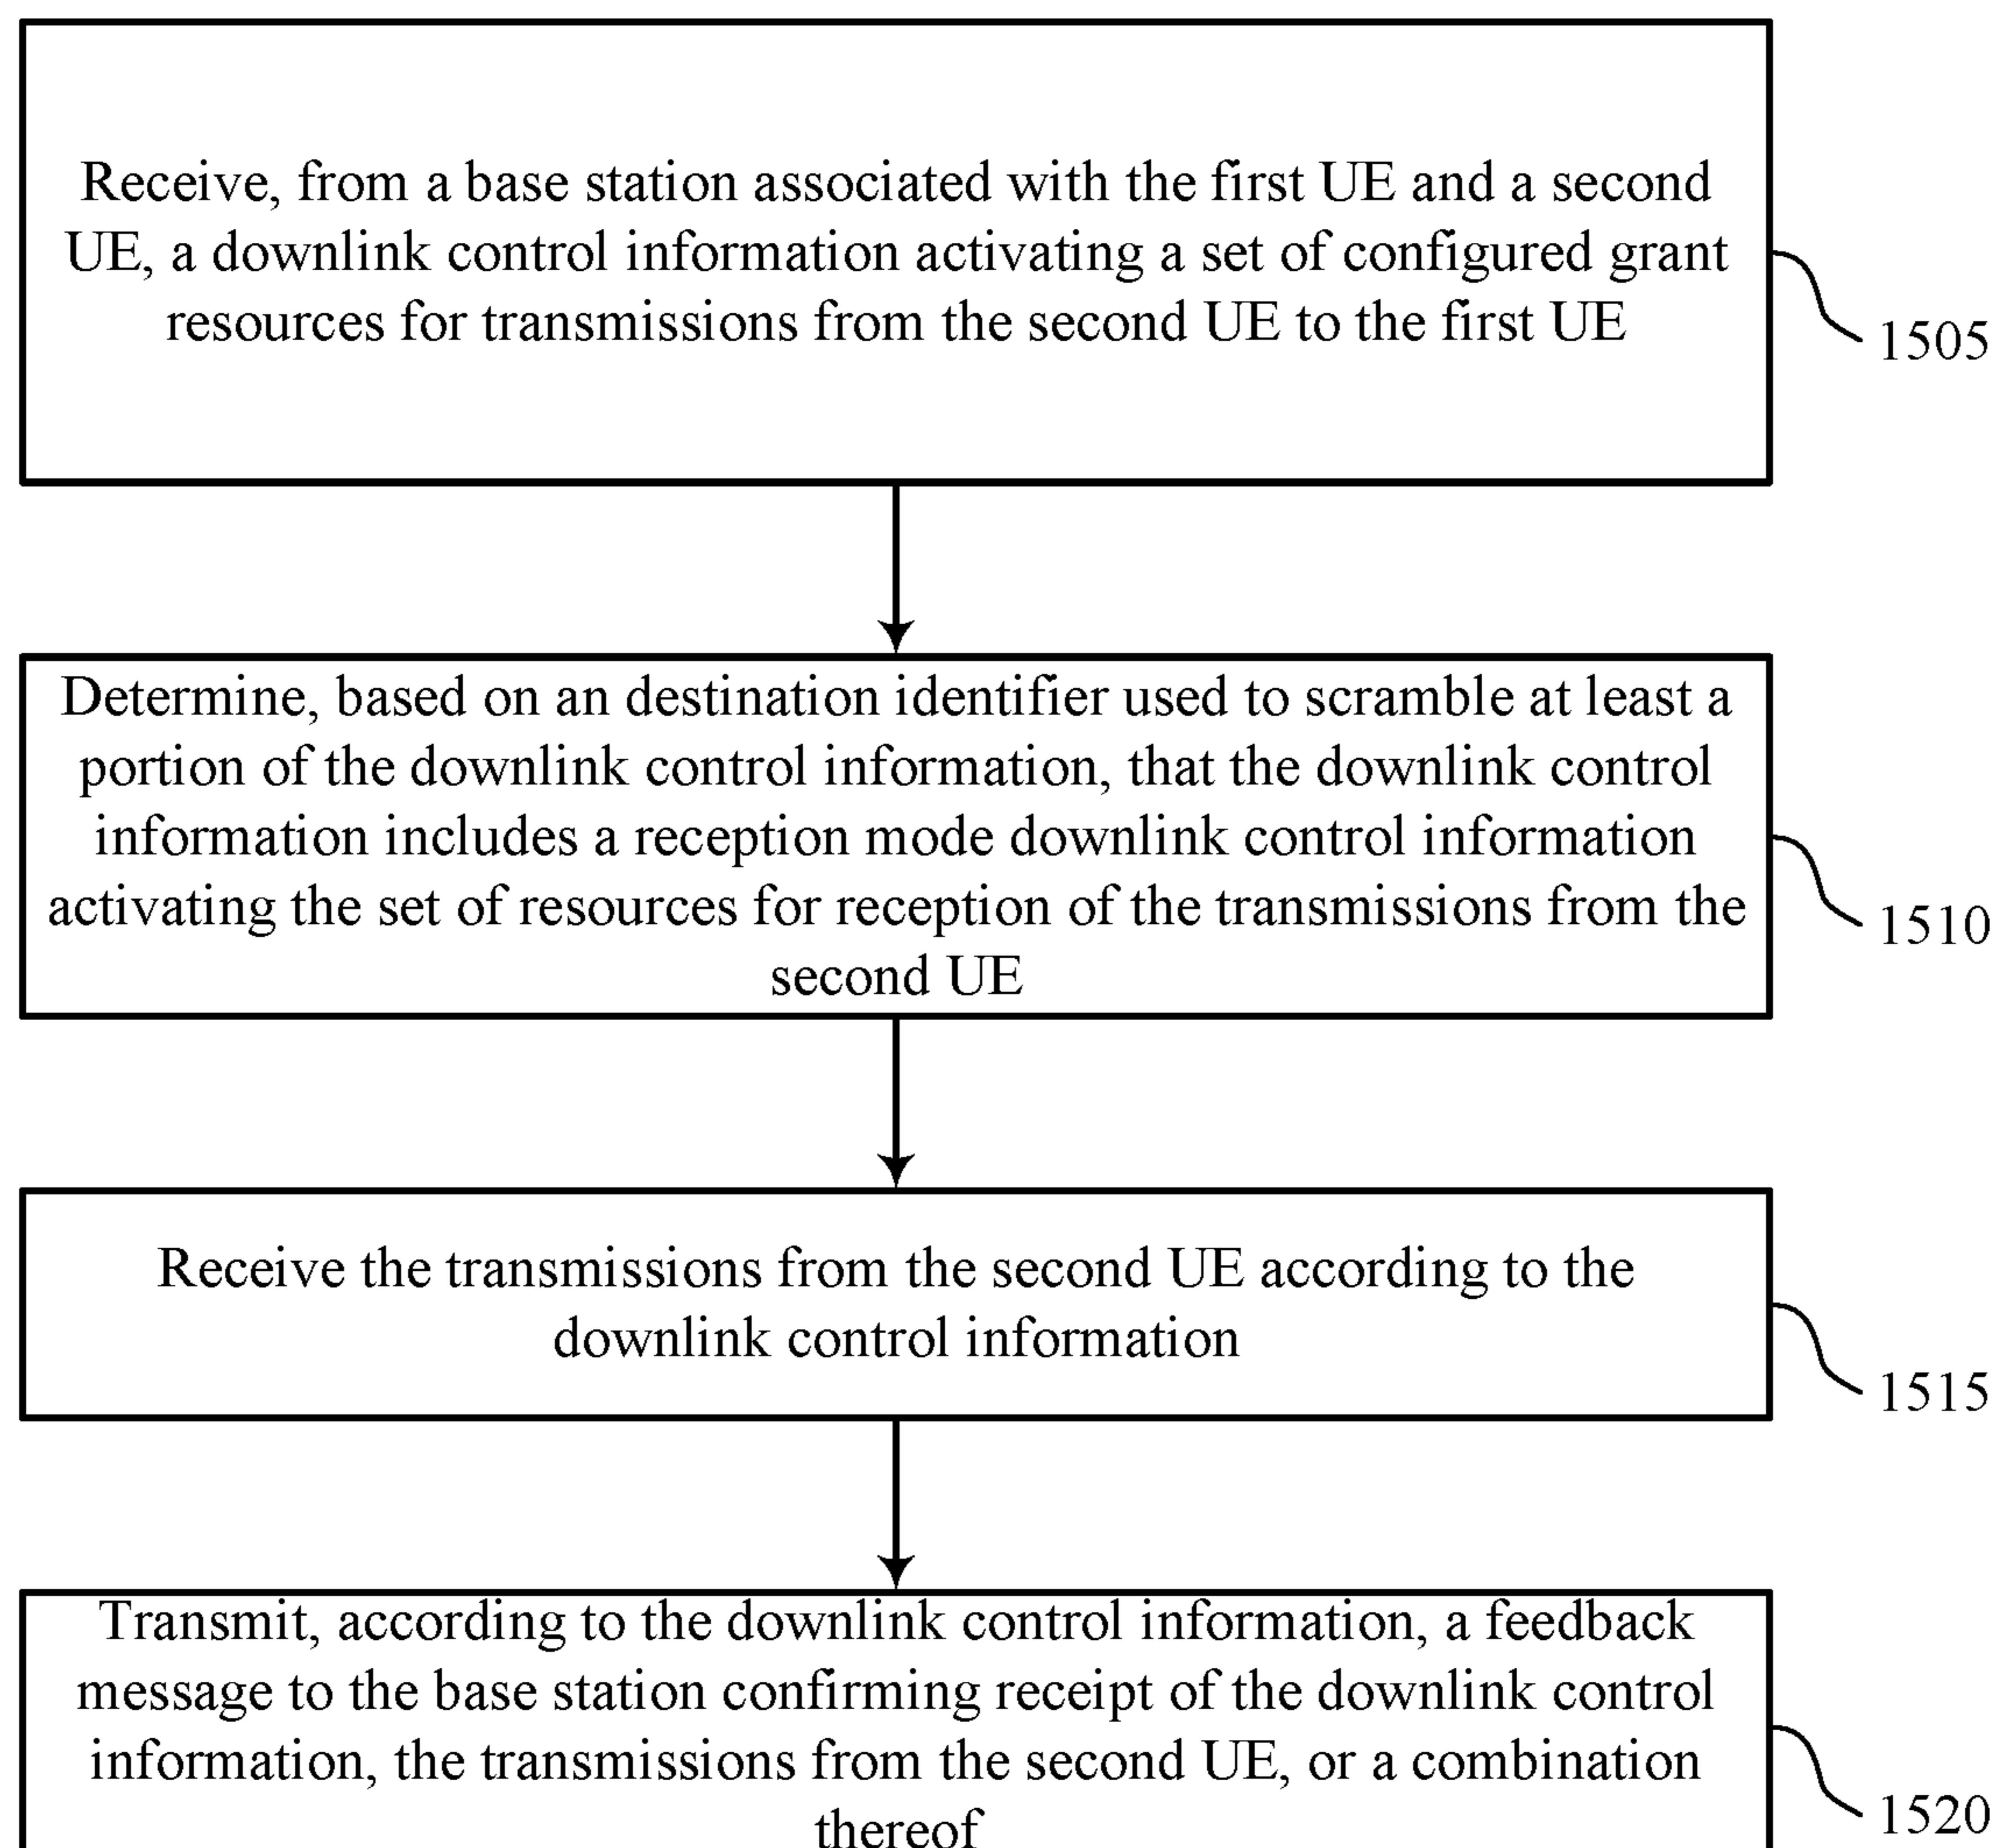 Receive, from a base station associated with the first UE and a second
UE, a downlink control information activating a set of configured grant
resources for transmissions from the second UE to the first UE
1505
Determine, based on an destination identifier used to scramble at least a
portion of the downlink control information, that the downlink control
information includes a reception mode downlink control information
activating the set of resources for reception of the transmissions from the
second UE
1510
Receive the transmissions from the second UE according to the
downlink control information
1515
Transmit, according to the downlink control information, a feedback
message to the base station confirming receipt of the downlink control
information, the transmissions from the second UE, or a combination
thereof
1520